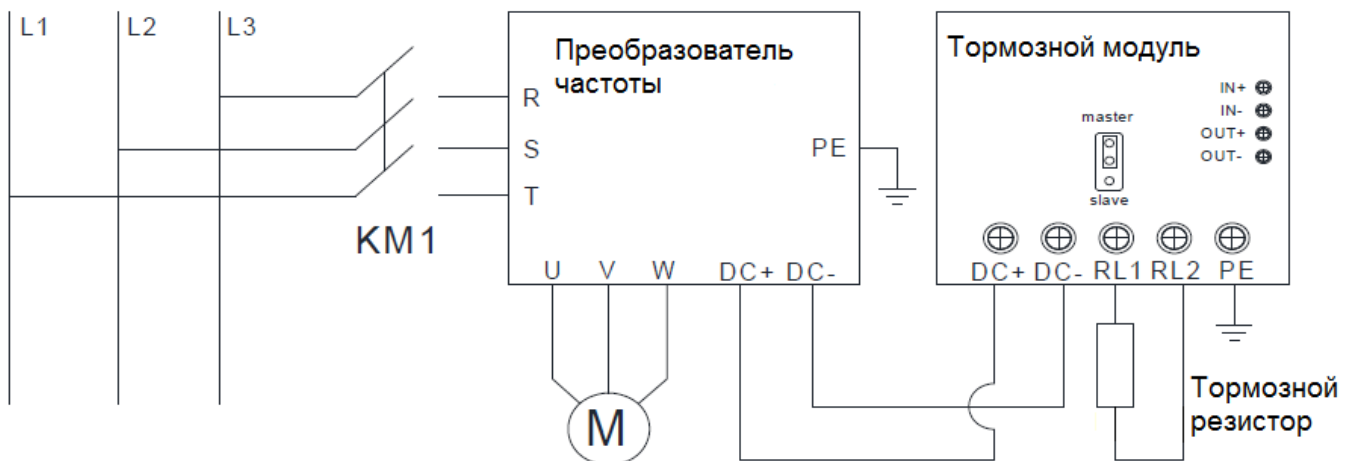 L1 L2 L3
Преобразователь
частоты
Тормозной модуль
IN+
IN-
OUT+
OUT-
master
slave
R
S
T
PE
KM1
U V W DC+ DC-
DC+ DC- RL1 RL2 PE
M
Тормозной
резистор